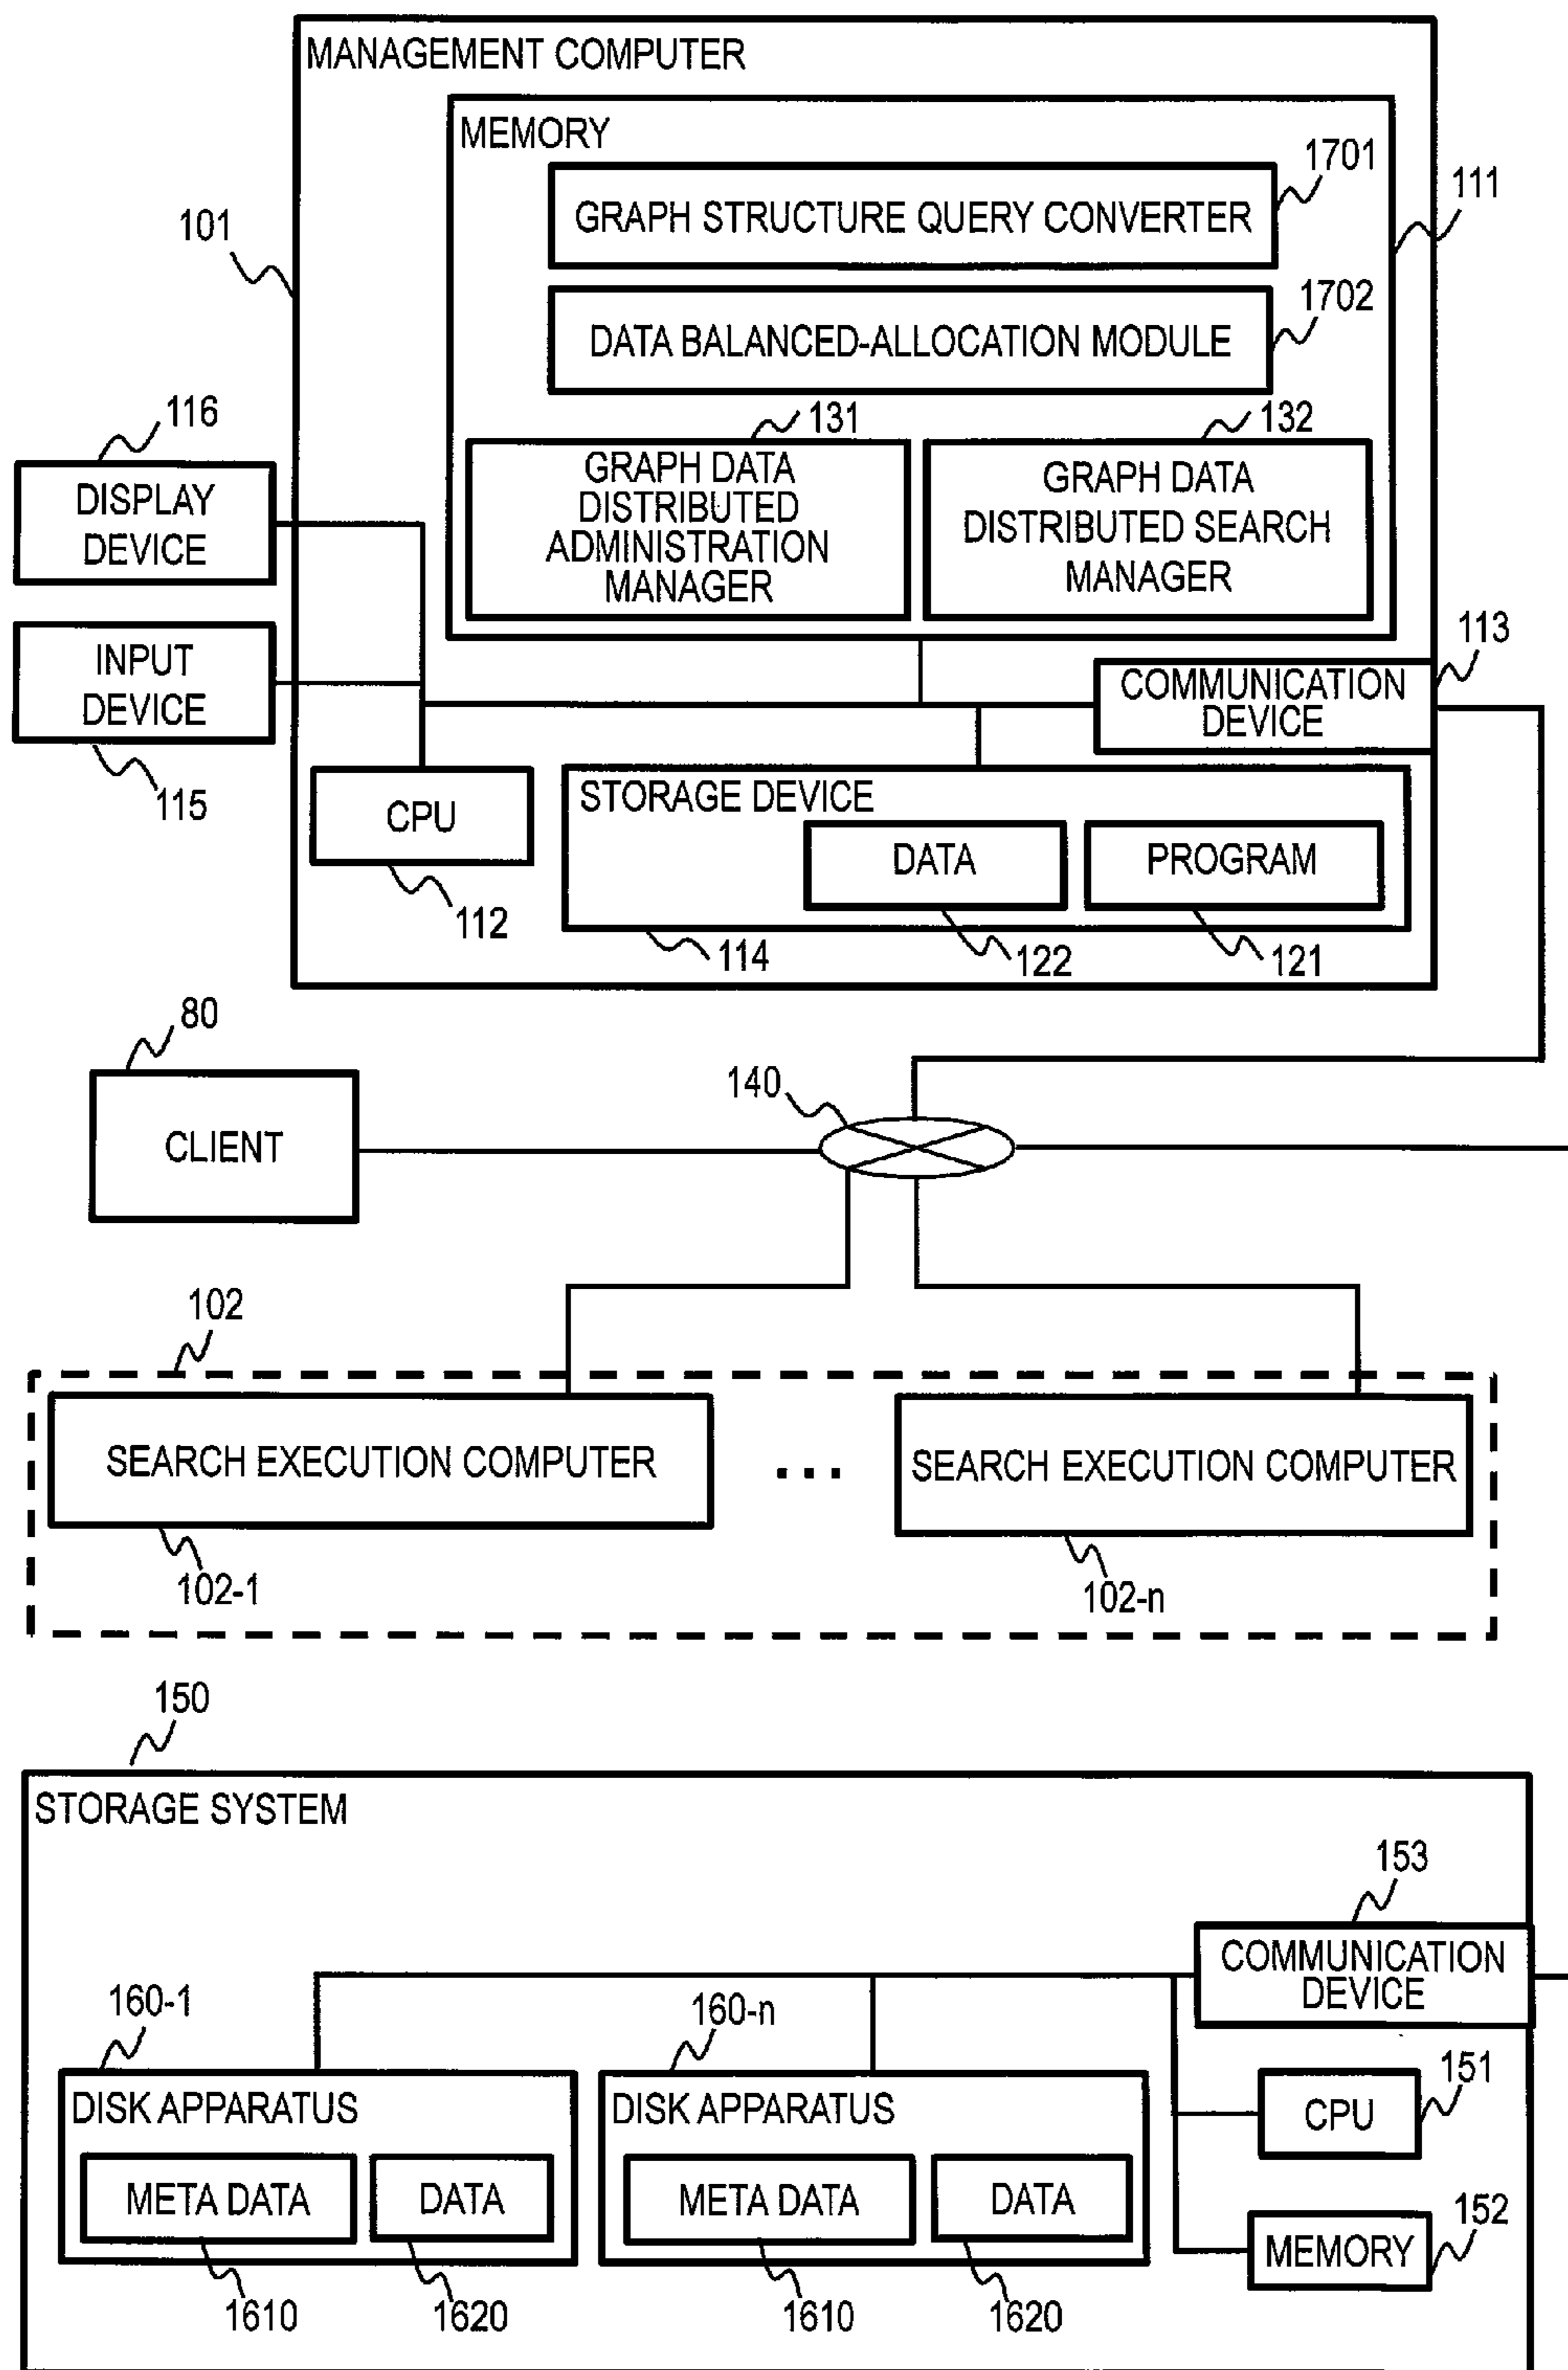 MANAGEMENT COMPUTER
MEMORY
1701
GRAPH STRUCTURE QUERY CONVERTER
111
101
1702
DATA BALANCED-ALLOCATION MODULE
116
131
132
DISPLAY
DEVICE
GRAPH DATA
DISTRIBUTED
ADMINISTRATION
MANAGER
GRAPH DATA
DISTRIBUTED SEARCH
MANAGER
113
INPUT
DEVICE
115
COMMUNICATION
DEVICE
CPU
112
STORAGE DEVICE
DATA
PROGRAM
114
122
121
80
CLIENT
140
102
SEARCH EXECUTION COMPUTER
...
SEARCH EXECUTION COMPUTER
102-1
102-n
150
STORAGE SYSTEM
153
COMMUNICATION
DEVICE
160-1
160-n
151
DISK APPARATUS
DISK APPARATUS
CPU
META DATA
DATA
META DATA
DATA
152
MEMORY
1610
1620
1610
1620